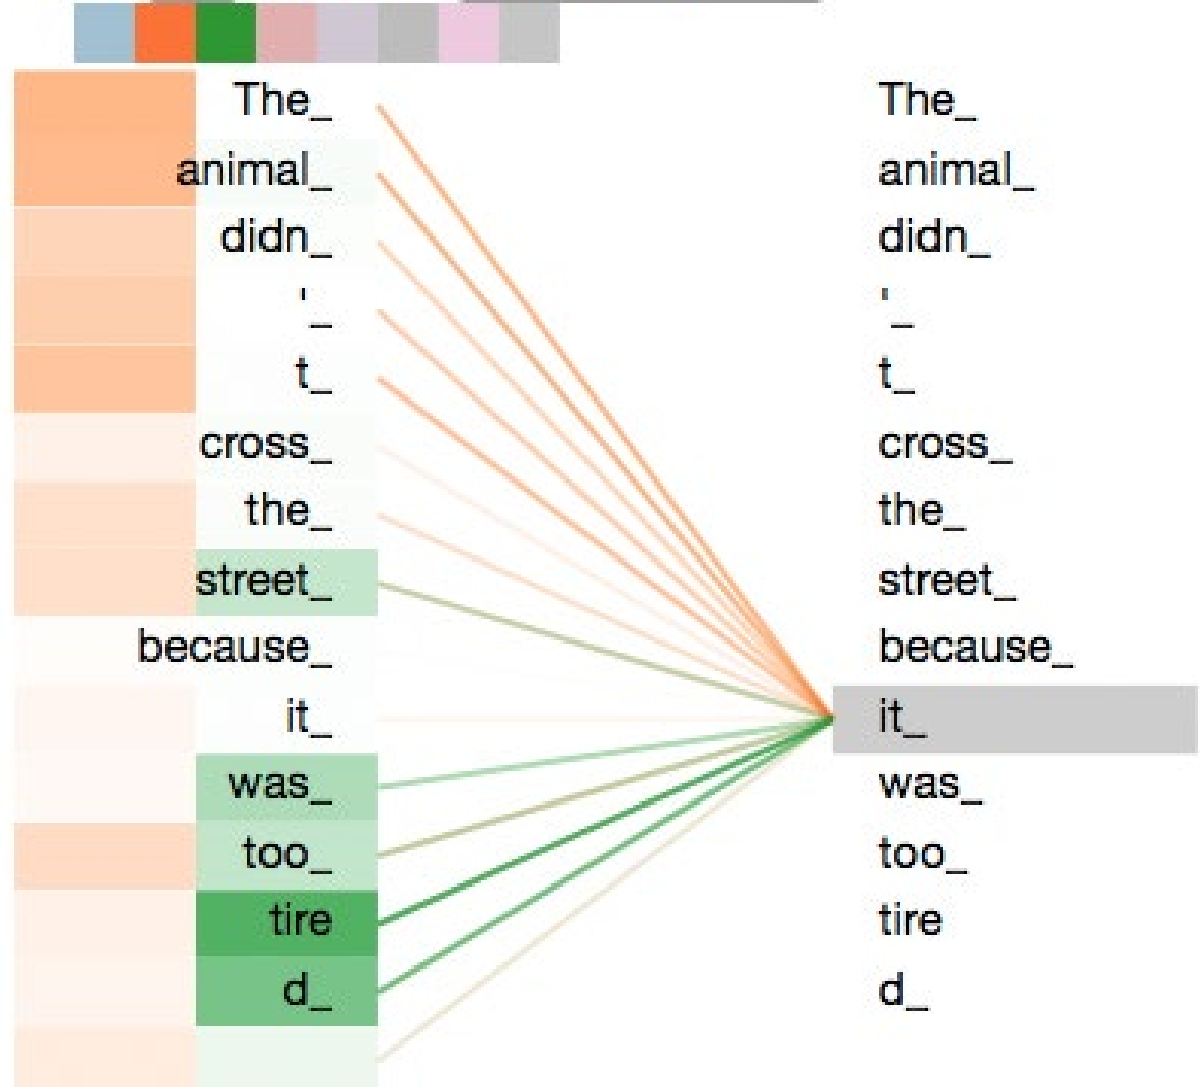 The_ The_
animal_ animal_
didn_ didn_
'_ '_
t_ t_
cross_ cross_
the_ the_
street_ street_
because_ because_
it_ it_
was_ was_
too_ too_
tire tire
d_ d_